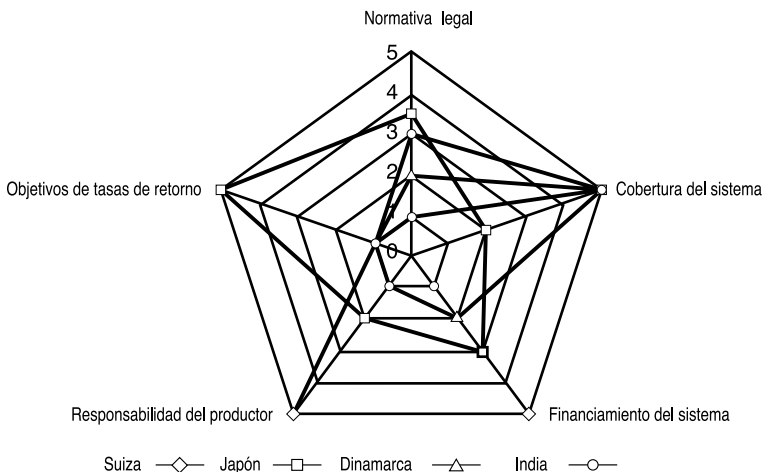 Normativa legal
5
4
3
2
1
0
Objetivos de tasas de retorno
Cobertura del sistema
Responsabilidad del productor
Financiamiento del sistema
Suiza Japón Dinamarca India